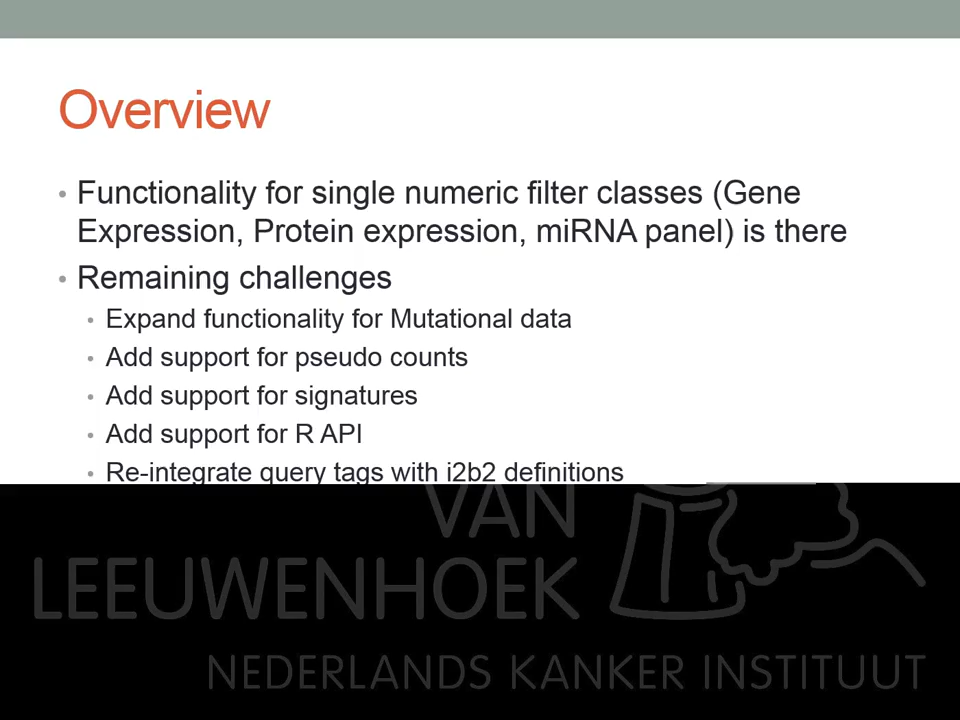 Overview
• Functionality for single numeric filter classes (Gene
Expression, Protein expression, miRNA panel) is there
• Remaining challenges
• Expand functionality for Mutational data
• Add support for pseudo counts
• Add support for signatures
• Add support for R API
• Re-integrate query tags with i2b2 definitions
VAN
LEEUWENHOEK
NEDERLANDS KANKER INSTITUUT